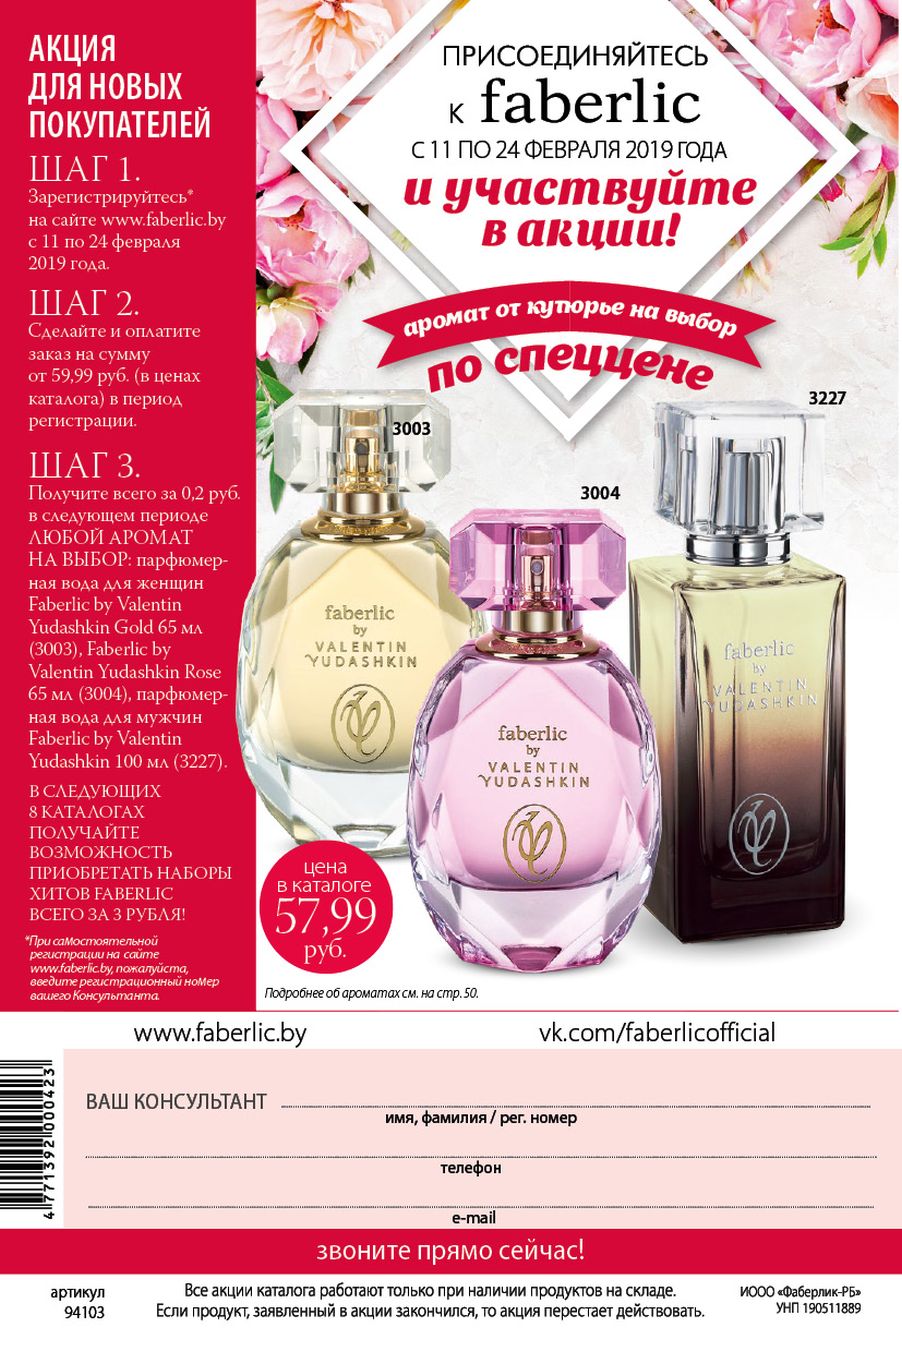 АКЦИЯ
ДЛЯ НОВЫХ
ПОКУПАТЕЛЕЙ
ШАГ 1.
Зарегистрируйтесь*
на сайте www.faberlic.by
с 11 по 24 февраля
2019 года.
ШАГ 2.
Сделайте и оплатите
заказ на сумму
от 59,99 руб. (в ценах
каталога) в период
регистрации.
ШАГ 3.
Получите всего за 0,2 руб.
в следующем периоде
ЛЮБОЙ АРОМАТ
НА ВЫБОР: парфюмер-
ная вода для женщин
Faberlic by Valentin
Yudashkin Gold 65 мл
(3003), Faberlic by
Valentin Yudashkin Rose
65 мл (3004), парфюмер-
ная вода для мужчин
Faberlic by Valentin
Yudashkin 100 мл (3227).
В СЛЕДУЮЩИХ
8 КАТАЛОГАХ
ПОЛУЧАЙТЕ
ВОЗМОЖНОСТЬ
ПРИОБРЕТАТЬ НАБОРЫ
ХИТОВ FABERLIC
ВСЕГО ЗА 3 РУБЛЯ!
*При самостоятельной
регистрации на сайте
www.faberlic.by, пожалуйста,
введите регистрационный номер
вашего Консультанта.
ПРИСОЕДИНЯЙТЕСЬ
К faberlic
С 11 ПО 24 ФЕВРАЛЯ 2019 ГОДА
и участвуйте
в акции!
аромат от кутюрье на выбор
по спеццене
3003
3004
3227
faberlic
by
VALENTIN
YUDASHKIN
faberlic
by
VALENTIN
YUDASHKIN
faberlic
by
VALENTIN
YUDASHKIN
цена
в каталоге
57,99
руб.
Подробнее об ароматах см. на стр. 50.
www.faberlic.by
vk.com/faberlicofficial
4771392000423
ВАШ КОНСУЛЬТАНТ
имя, фамилия / рег. номер
телефон
e-mail
звоните прямо сейчас!
артикул
94103
Все акции каталога работают только при наличии продуктов на складе.
Если продукт, заявленный в акции закончился, то акция перестает действовать.
ИООО «Фаберлик-РБ»
УНП 190511889